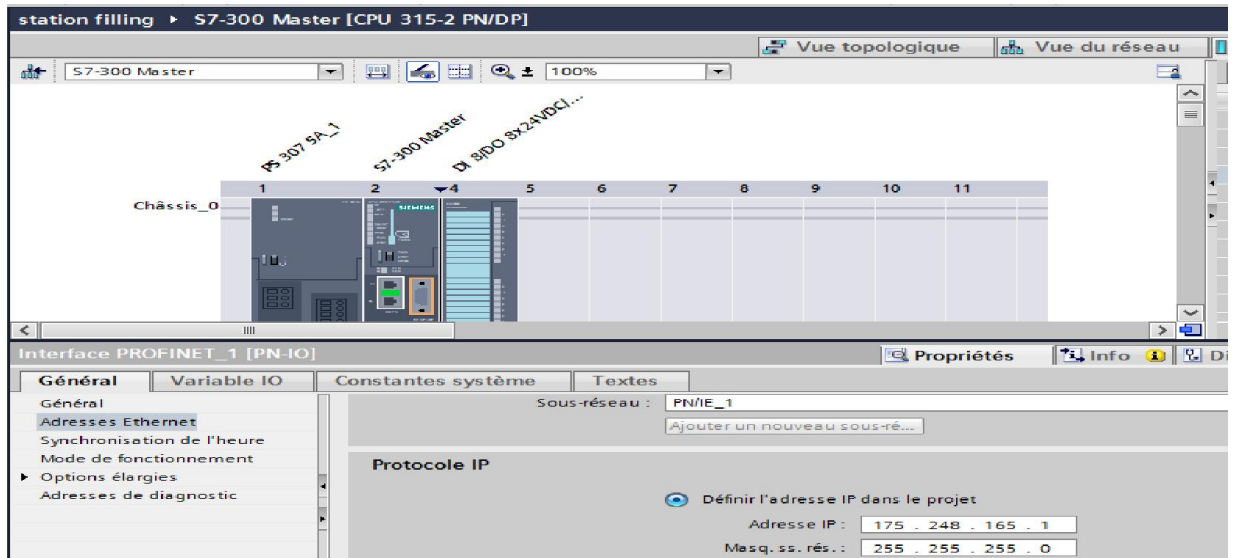 station filling ▸ S7-300 Master [CPU 315-2 PN/DP]
Vue topologique Vue du réseau
S7-300 Master 100%
PS 307 5A_1 S7-300 Master DI 8/DO 8x24VDC/...
1 2 4 5 6 7 8 9 10 11
Châssis_0
SIEMENS
Interface PROFINET_1 [PN-IO]
Propriétés Info Di
Général Variable IO Constantes système Textes
Général
Adresses Ethernet
Synchronisation de l'heure
Mode de fonctionnement
Options élargies
Adresses de diagnostic
Sous-réseau : PN/IE_1
Ajouter un nouveau sous-ré...
Protocole IP
Définir l'adresse IP dans le projet
Adresse IP : 175 . 248 . 165 . 1
Masq. ss. rés. : 255 . 255 . 255 . 0